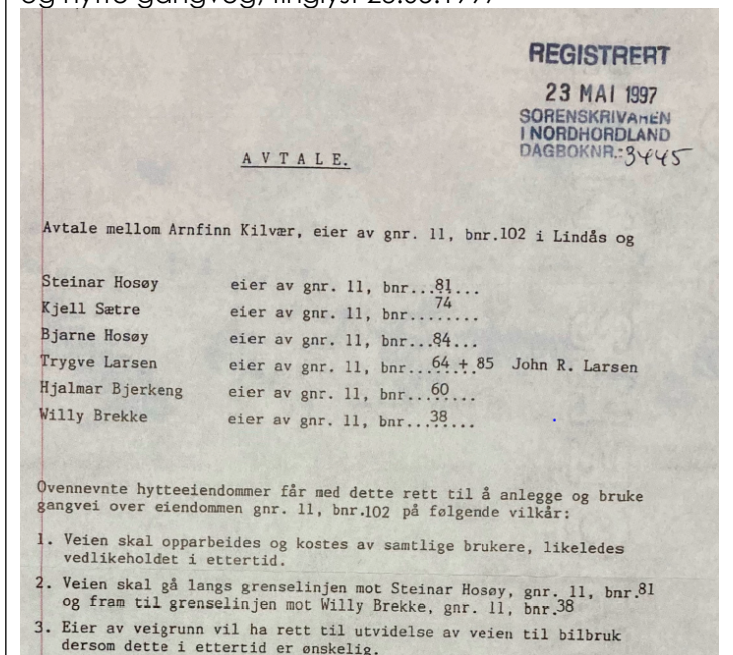 og nytte gangveg, tinglyst 23.05.1997
REGISTRERT
23 MAI 1997
SORENSKRIVAREN
I NORDHORDLAND
DAGBOKNR.: 3445
AVTALE.
Avtale mellom Arnfinn Kilvær, eier av gnr. 11, bnr.102 i Lindås og
Steinar Hosøy eier av gnr. 11, bnr...81...
Kjell Sætre eier av gnr. 11, bnr...74...
Bjarne Hosøy eier av gnr. 11, bnr...84...
Trygve Larsen eier av gnr. 11, bnr...64 + 85 John R. Larsen
Hjalmar Bjerkeng eier av gnr. 11, bnr...60...
Willy Brekke eier av gnr. 11, bnr...38...
Ovennevnte hytteeiendommer får med dette rett til å anlegge og bruke
gangvei over eiendommen gnr. 11, bnr.102 på følgende vilkår:
1. Veien skal opparbeides og kostes av samtlige brukere, likeledes
vedlikeholdet i ettertid.
2. Veien skal gå langs grenselinjen mot Steinar Hosøy, gnr. 11, bnr.81
og fram til grenselinjen mot Willy Brekke, gnr. 11, bnr.38
3. Eier av veigrunn vil ha rett til utvidelse av veien til bilbruk
dersom dette i ettertid er ønskelig.